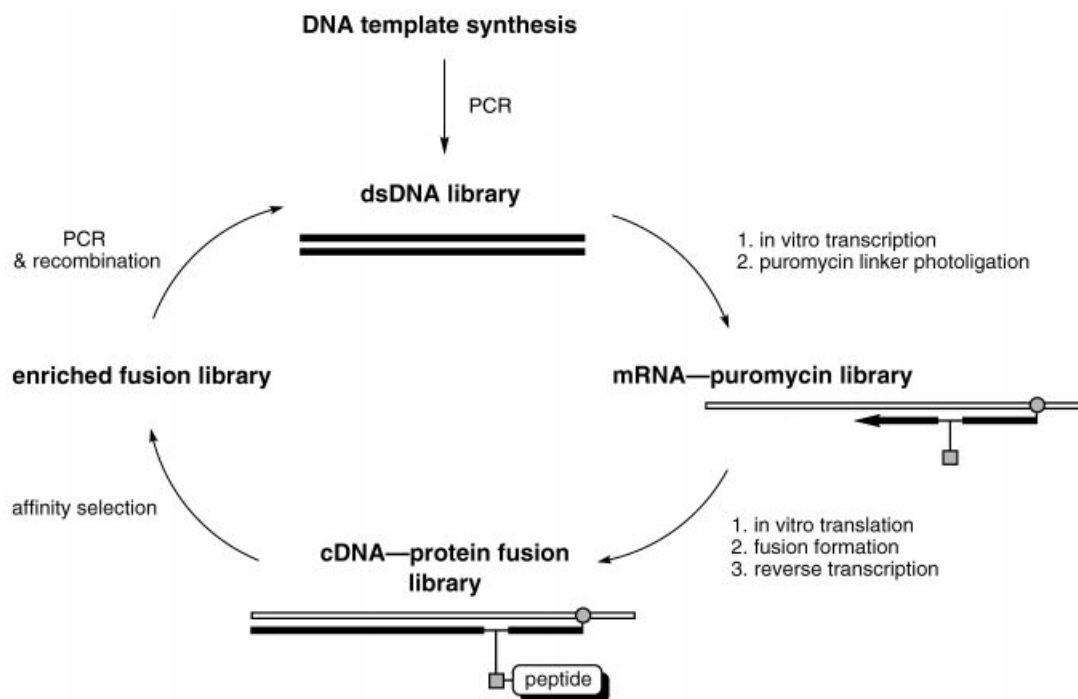 DNA template synthesis
PCR
dsDNA library
PCR
& recombination
1. in vitro transcription
2. puromycin linker photoligation
enriched fusion library
mRNA—puromycin library
affinity selection
1. in vitro translation
2. fusion formation
3. reverse transcription
cDNA—protein fusion
library
peptide